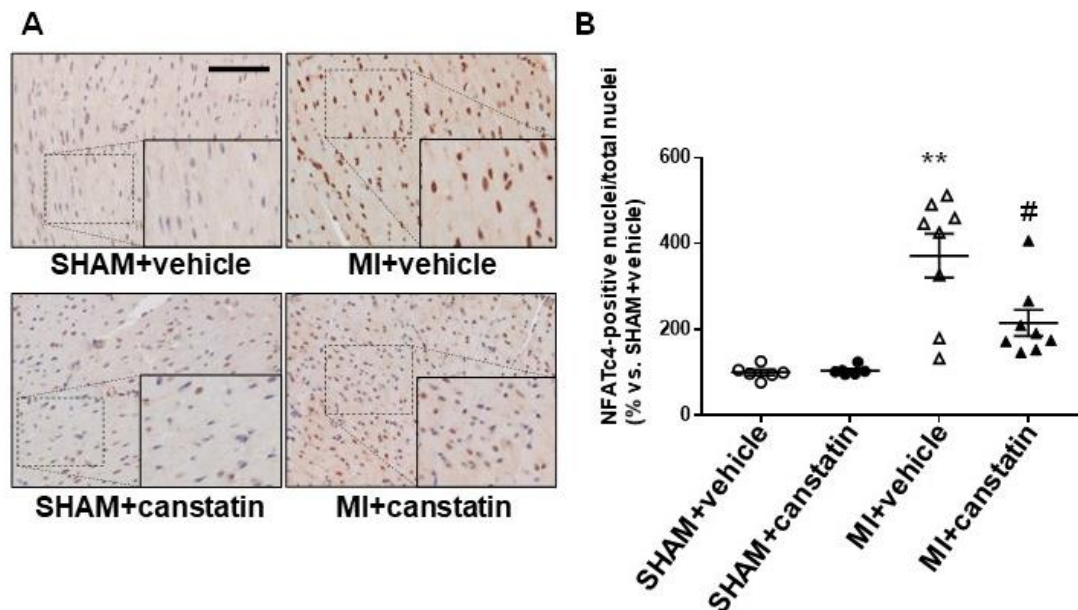 A
SHAM+vehicle
MI+vehicle
SHAM+canstatin
MI+canstatin
B
NFATc4-positive nuclei/total nuclei
(% vs. SHAM+vehicle)
600
400
200
0
**
#
SHAM+vehicle
SHAM+canstatin
MI+vehicle
MI+canstatin